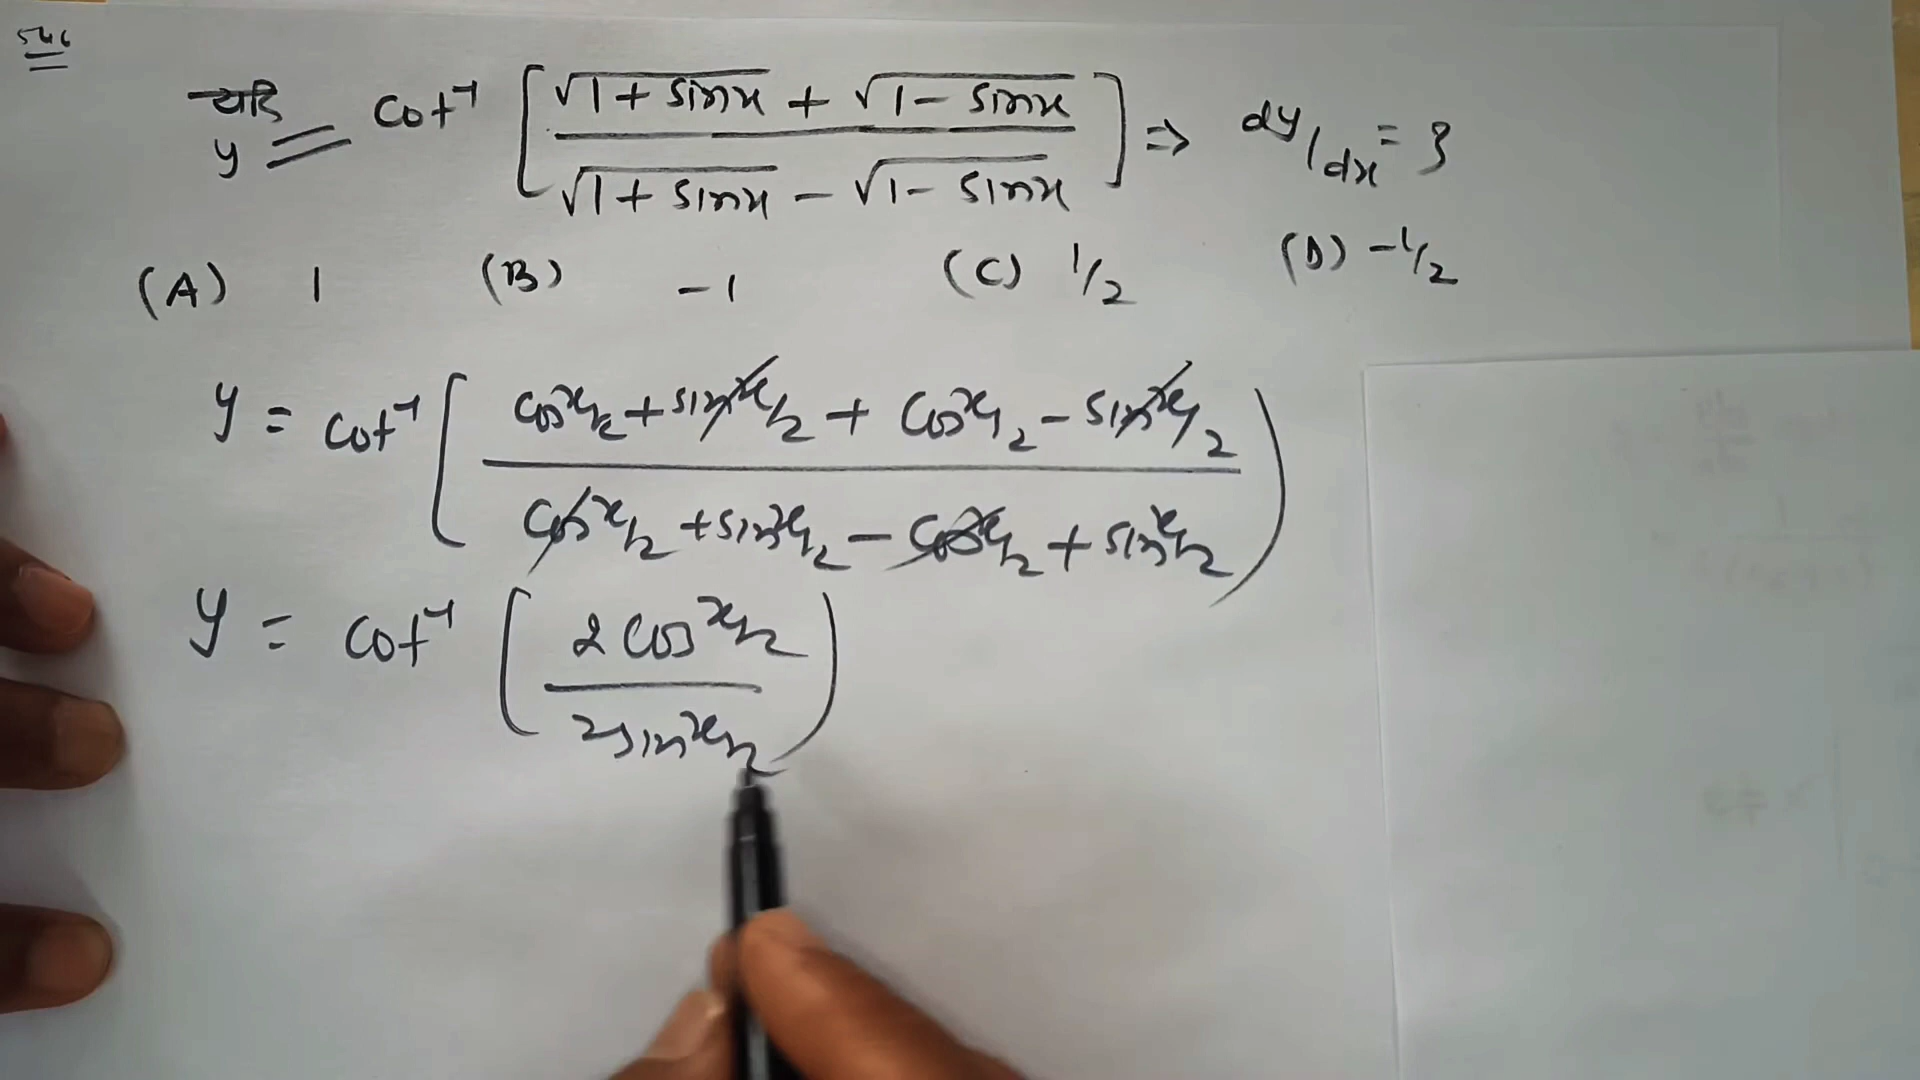 546
यदि
y = cot⁻¹ [ (√1+sinx + √1-sinx) / (√1+sinx - √1-sinx) ] ⇒ dy/dx = ?
(A) 1 (B) -1 (C) 1/2 (D) -1/2
y = cot⁻¹ ( (cos x/2 + sin x/2 + cos x/2 - sin x/2) / (cos x/2 + sin x/2 - cos x/2 + sin x/2) )
y = cot⁻¹ ( 2 cos x/2 / 2 sin x/2 )